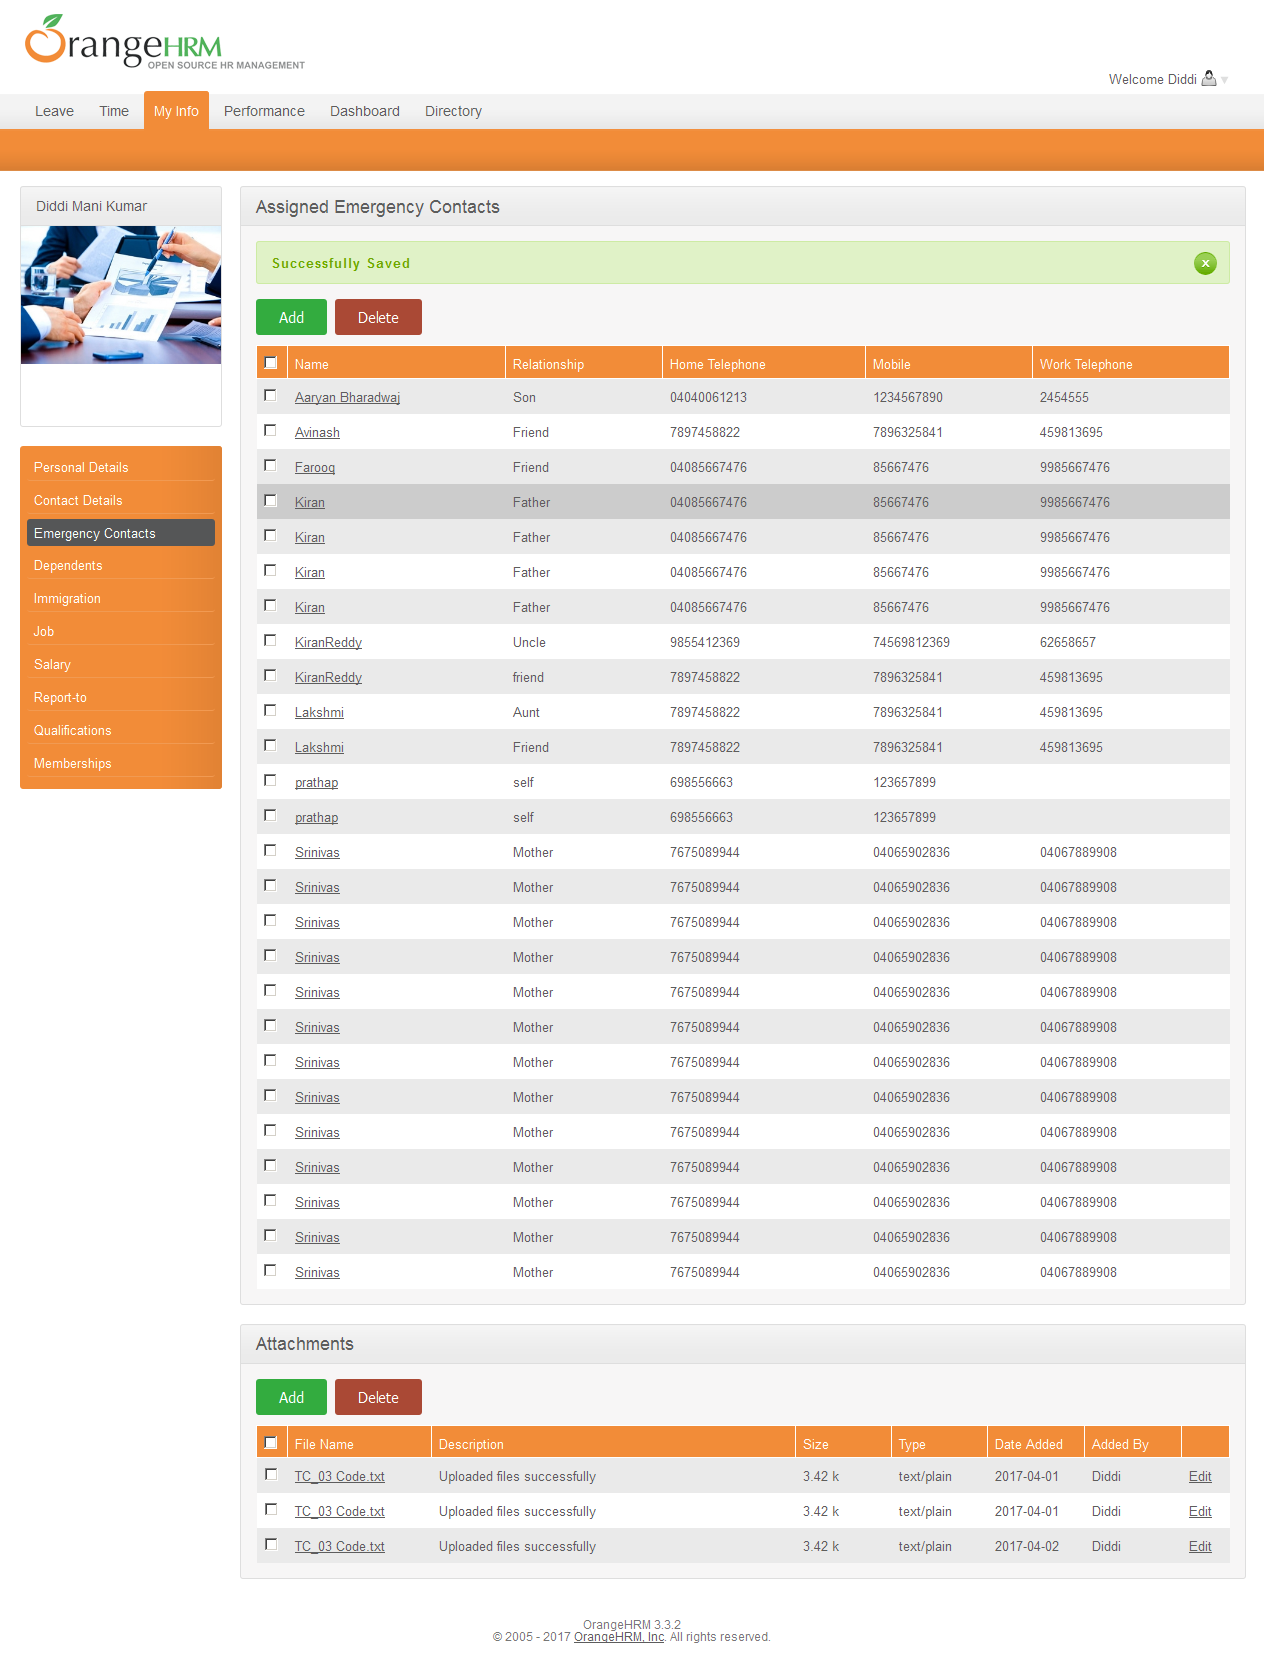 OrangeHRM
OPEN SOURCE HR MANAGEMENT
Welcome Diddi
Leave Time My Info Performance Dashboard Directory
Diddi Mani Kumar
Personal Details
Contact Details
Emergency Contacts
Dependents
Immigration
Job
Salary
Report-to
Qualifications
Memberships
Assigned Emergency Contacts
Successfully Saved
Add Delete
Name Relationship Home Telephone Mobile Work Telephone
Aaryan Bharadwaj Son 04040061213 1234567890 2454555
Avinash Friend 7897458822 7896325841 459813695
Farooq Friend 04085667476 85667476 9985667476
Kiran Father 04085667476 85667476 9985667476
Kiran Father 04085667476 85667476 9985667476
Kiran Father 04085667476 85667476 9985667476
Kiran Father 04085667476 85667476 9985667476
KiranReddy Uncle 9855412369 74569812369 62658657
KiranReddy friend 7897458822 7896325841 459813695
Lakshmi Aunt 7897458822 7896325841 459813695
Lakshmi Friend 7897458822 7896325841 459813695
prathap self 698556663 123657899
prathap self 698556663 123657899
Srinivas Mother 7675089944 04065902836 04067889908
Srinivas Mother 7675089944 04065902836 04067889908
Srinivas Mother 7675089944 04065902836 04067889908
Srinivas Mother 7675089944 04065902836 04067889908
Srinivas Mother 7675089944 04065902836 04067889908
Srinivas Mother 7675089944 04065902836 04067889908
Srinivas Mother 7675089944 04065902836 04067889908
Srinivas Mother 7675089944 04065902836 04067889908
Srinivas Mother 7675089944 04065902836 04067889908
Srinivas Mother 7675089944 04065902836 04067889908
Srinivas Mother 7675089944 04065902836 04067889908
Srinivas Mother 7675089944 04065902836 04067889908
Srinivas Mother 7675089944 04065902836 04067889908
Attachments
Add Delete
File Name Description Size Type Date Added Added By
TC_03 Code.txt Uploaded files successfully 3.42 k text/plain 2017-04-01 Diddi Edit
TC_03 Code.txt Uploaded files successfully 3.42 k text/plain 2017-04-01 Diddi Edit
TC_03 Code.txt Uploaded files successfully 3.42 k text/plain 2017-04-02 Diddi Edit
OrangeHRM 3.3.2
© 2005 - 2017 OrangeHRM, Inc. All rights reserved.